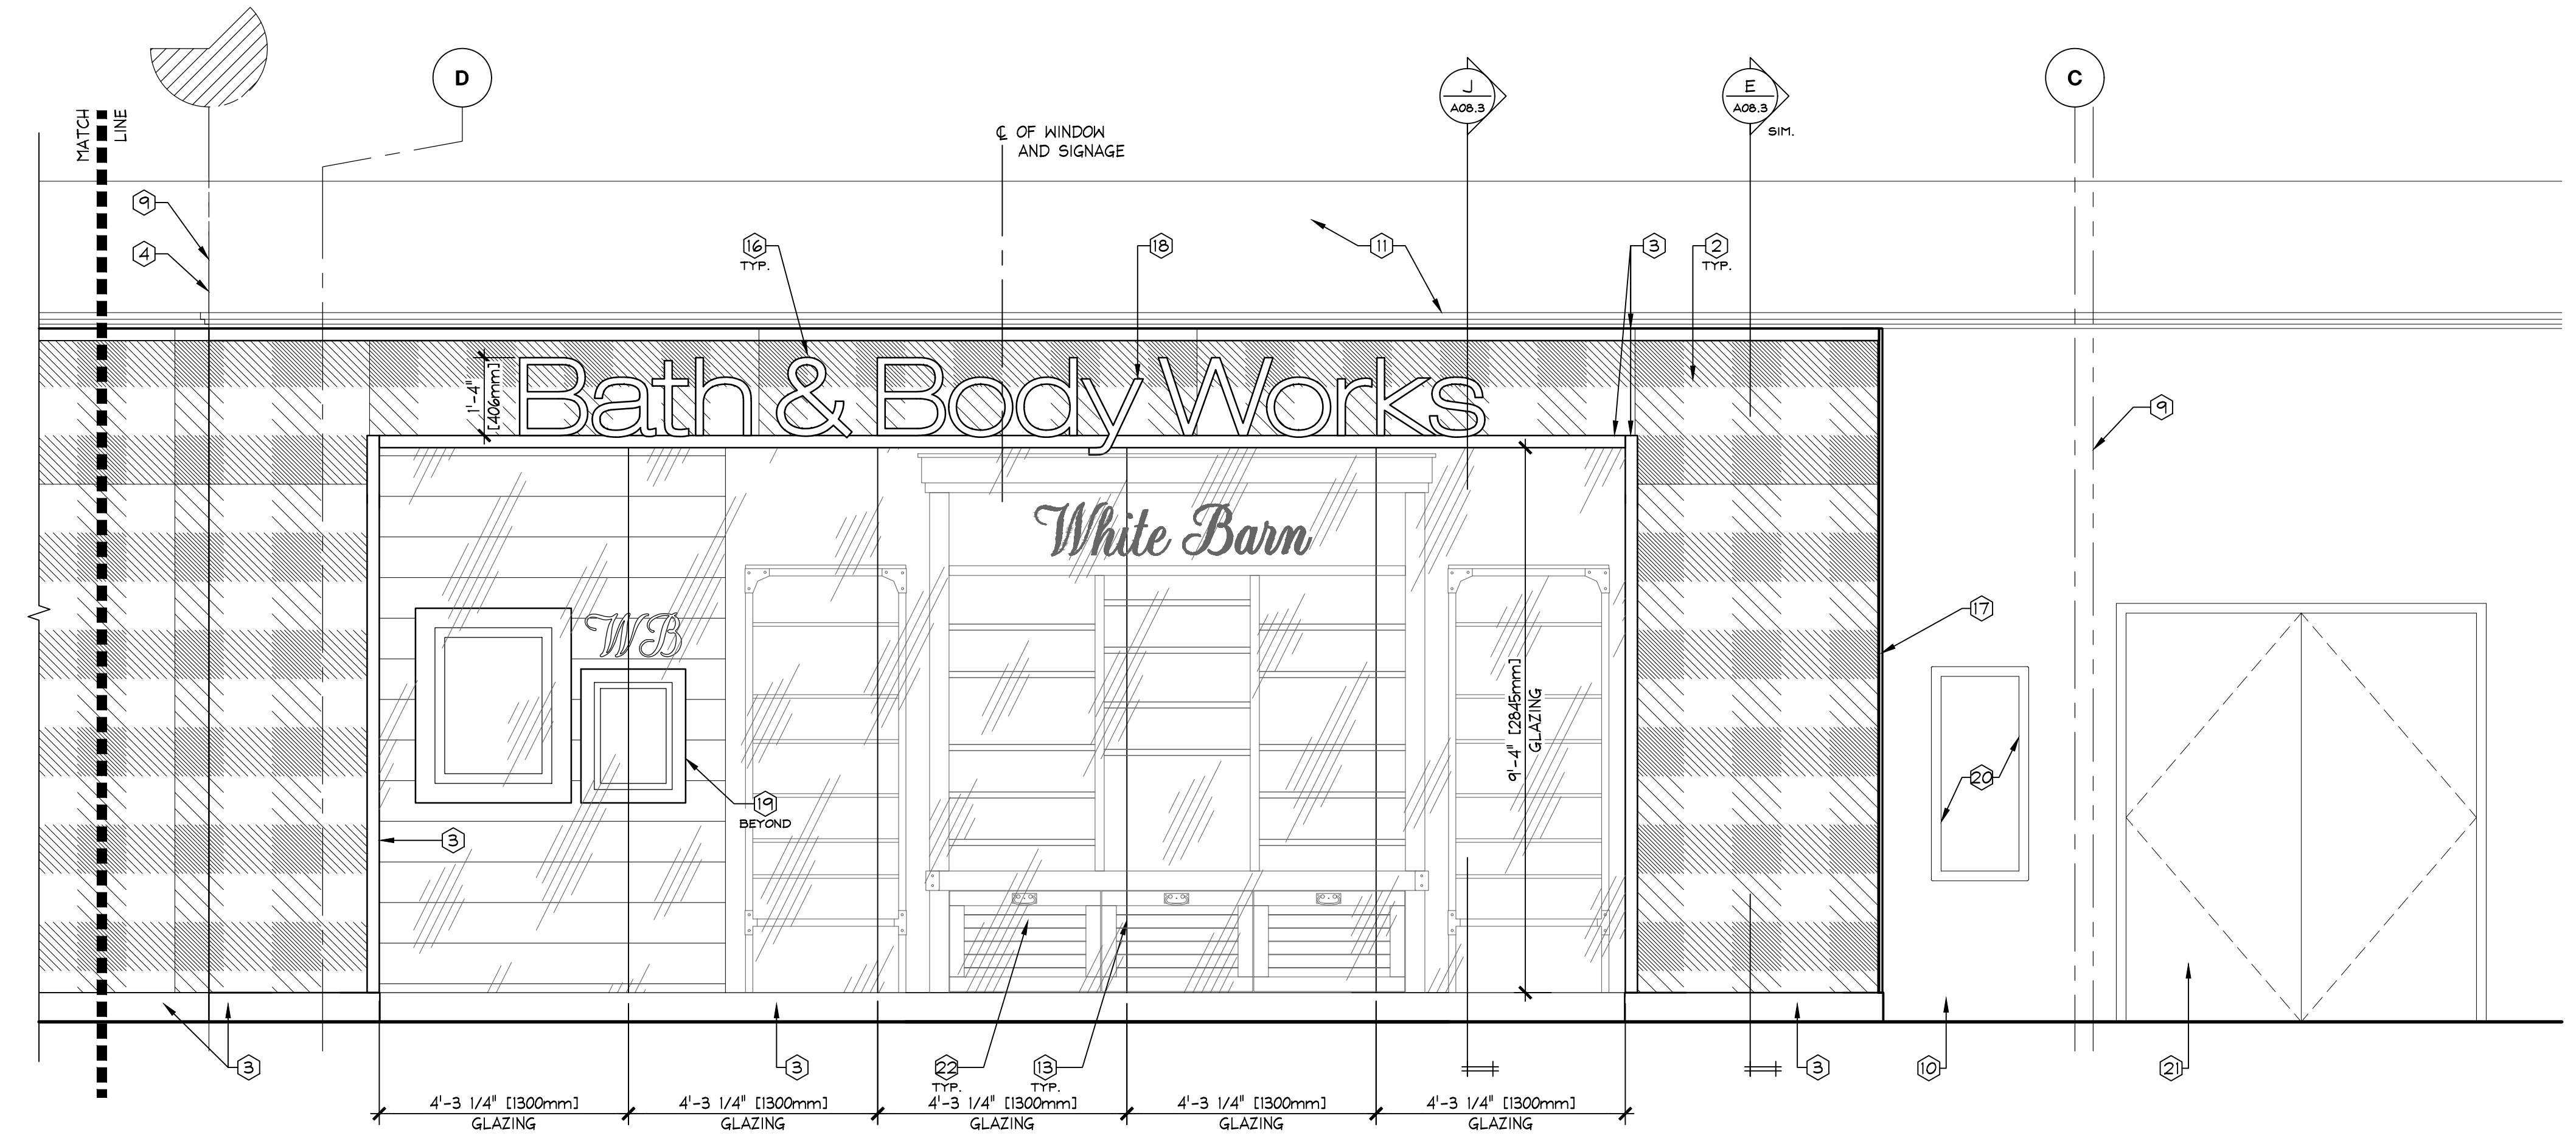 D
J
A08.3
E
A08.3
SIM.
C
MATCH
LINE
℄ OF WINDOW
AND SIGNAGE
9
4
16
TYP.
18
11
3
2
TYP.
1'-4"
[406mm]
Bath & Body Works
9
White Barn
WB
17
9'-4" [2845mm]
GLAZING
20
19
BEYOND
3
3
3
22
TYP.
13
TYP.
3
10
21
4'-3 1/4" [1300mm]
GLAZING
4'-3 1/4" [1300mm]
GLAZING
4'-3 1/4" [1300mm]
GLAZING
4'-3 1/4" [1300mm]
GLAZING
4'-3 1/4" [1300mm]
GLAZING